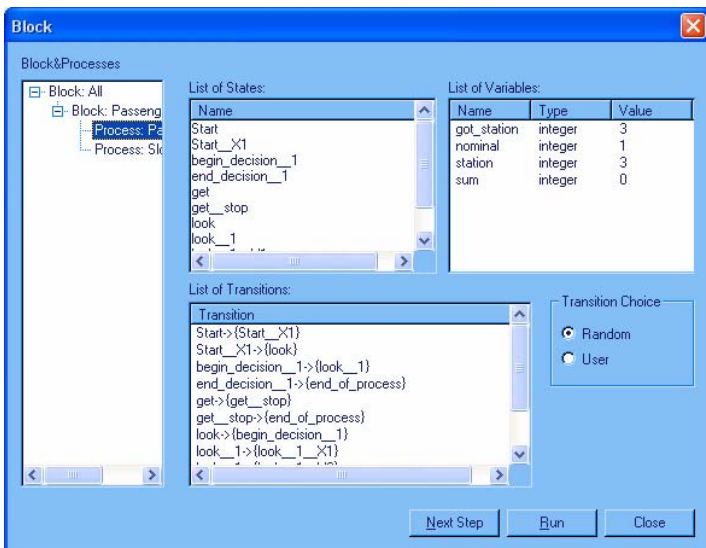 Block
Block&Processes
Block: All
Block: Passeng
Process: Pa
Process: Slo
List of States:
Name
Start
Start__X1
begin_decision__1
end_decision__1
get
get__stop
look
look__1
List of Variables:
Name Type Value
got_station integer 3
nominal integer 1
station integer 3
sum integer 0
List of Transitions:
Transition
Start->{Start__X1}
Start__X1->{look}
begin_decision__1->{look__1}
end_decision__1->{end_of_process}
get->{get__stop}
get__stop->{end_of_process}
look->{begin_decision__1}
look__1->{look__1__X1}
Transition Choice
Random
User
Next Step
Run
Close